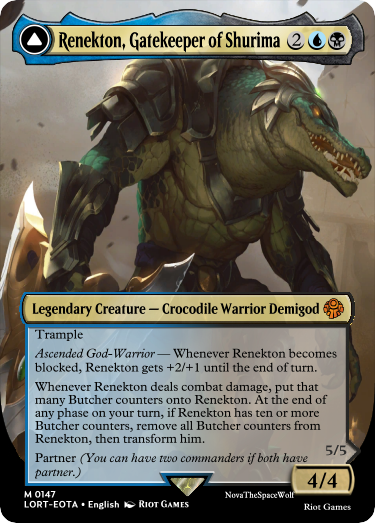 Renekton, Gatekeeper of Shurima 2
Legendary Creature — Crocodile Warrior Demigod
Trample
Ascended God-Warrior — Whenever Renekton becomes
blocked, Renekton gets +2/+1 until the end of turn.
Whenever Renekton deals combat damage, put that
many Butcher counters onto Renekton. At the end of
any phase on your turn, if Renekton has ten or more
Butcher counters, remove all Butcher counters from
Renekton, then transform him.
5/5
Partner (You can have two commanders if both have
partner.)
4/4
M 0147
LORT-EOTA • English Riot Games
NovaTheSpaceWolf
Riot Games